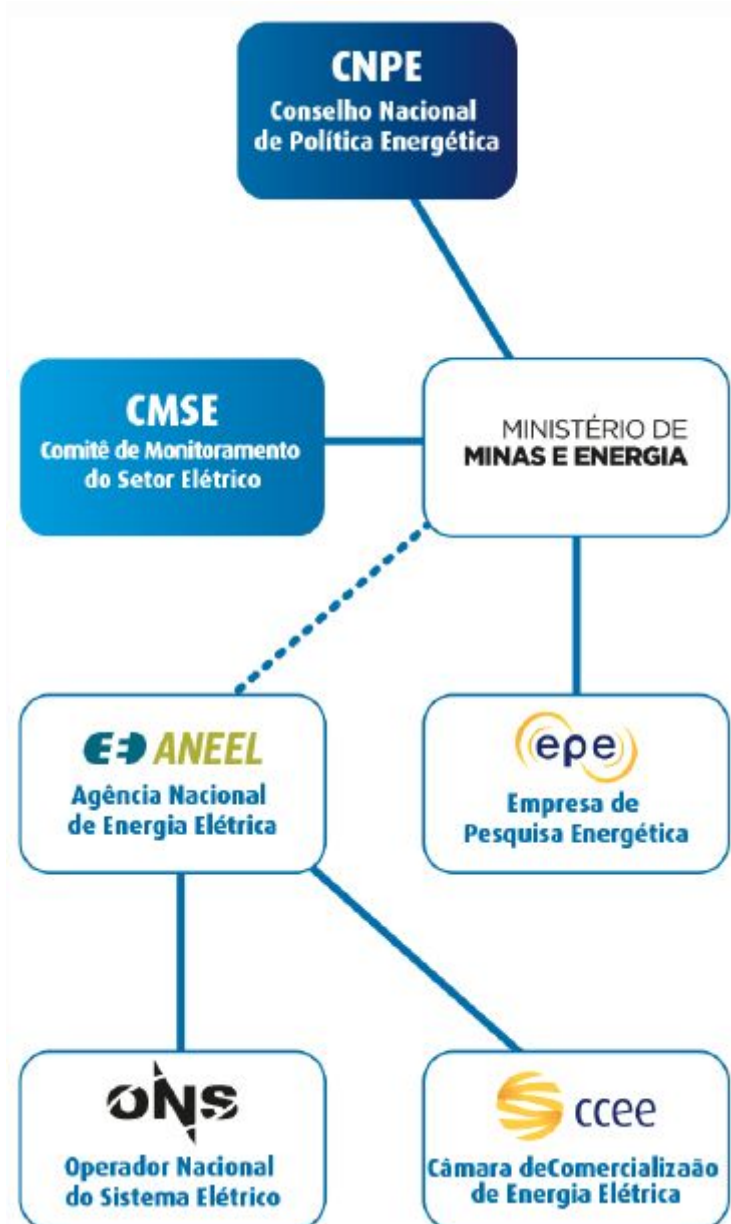 CNPE
Conselho Nacional
de Política Energética
CMSE
Comitê de Monitoramento
do Setor Elétrico
MINISTÉRIO DE
MINAS E ENERGIA
ANEEL
Agência Nacional
de Energia Elétrica
epe
Empresa de
Pesquisa Energética
ONS
Operador Nacional
do Sistema Elétrico
ccee
Câmara deComercializaão
de Energia Elétrica